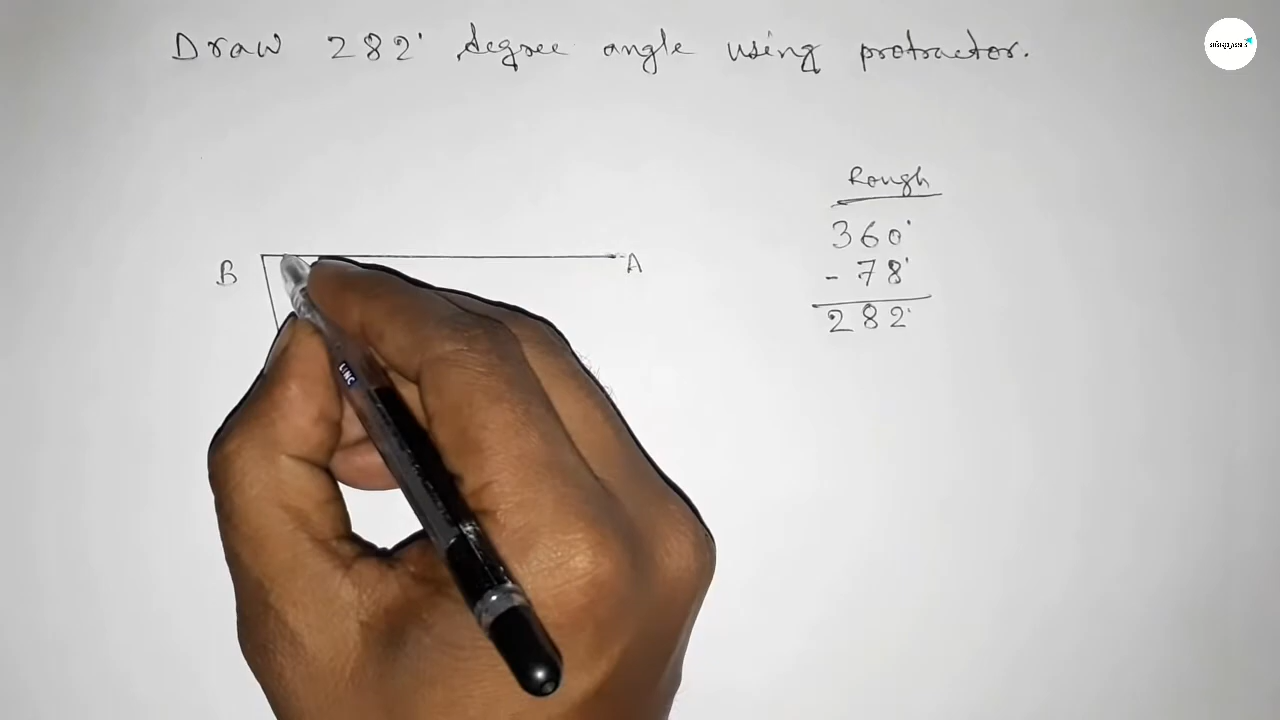 Draw 282° degree angle using protractor.
Rough
360°
- 78°
282°
B
A
LINC